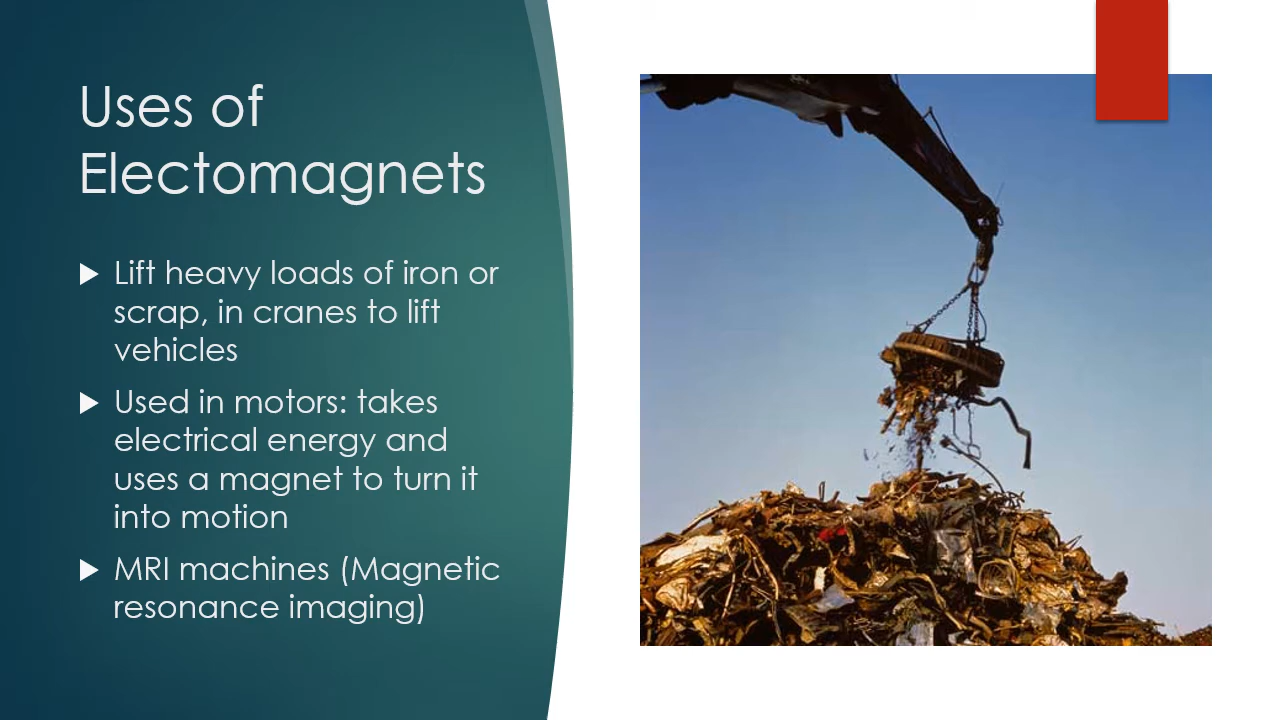 Uses of
Electomagnets
Lift heavy loads of iron or
scrap, in cranes to lift
vehicles
Used in motors: takes
electrical energy and
uses a magnet to turn it
into motion
MRI machines (Magnetic
resonance imaging)